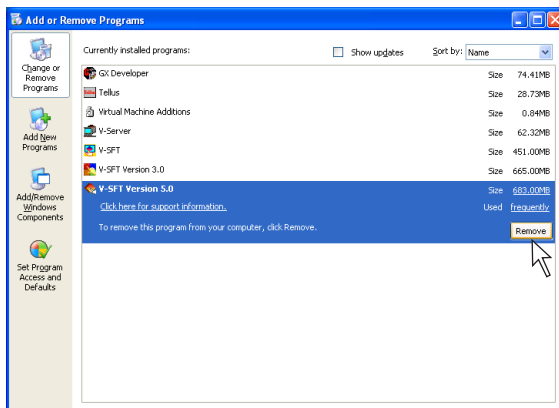 Add or Remove Programs
Change or
Remove
Programs
Add New
Programs
Add/Remove
Windows
Components
Set Program
Access and
Defaults
Currently installed programs:
Show updates
Sort by: Name
GX Developer Size 74.41MB
Tellus Size 28.73MB
Virtual Machine Additions Size 0.84MB
V-Server Size 62.32MB
V-SFT Size 451.00MB
V-SFT Version 3.0 Size 665.00MB
V-SFT Version 5.0 Size 683.00MB
Click here for support information. Used frequently
To remove this program from your computer, click Remove.
Remove